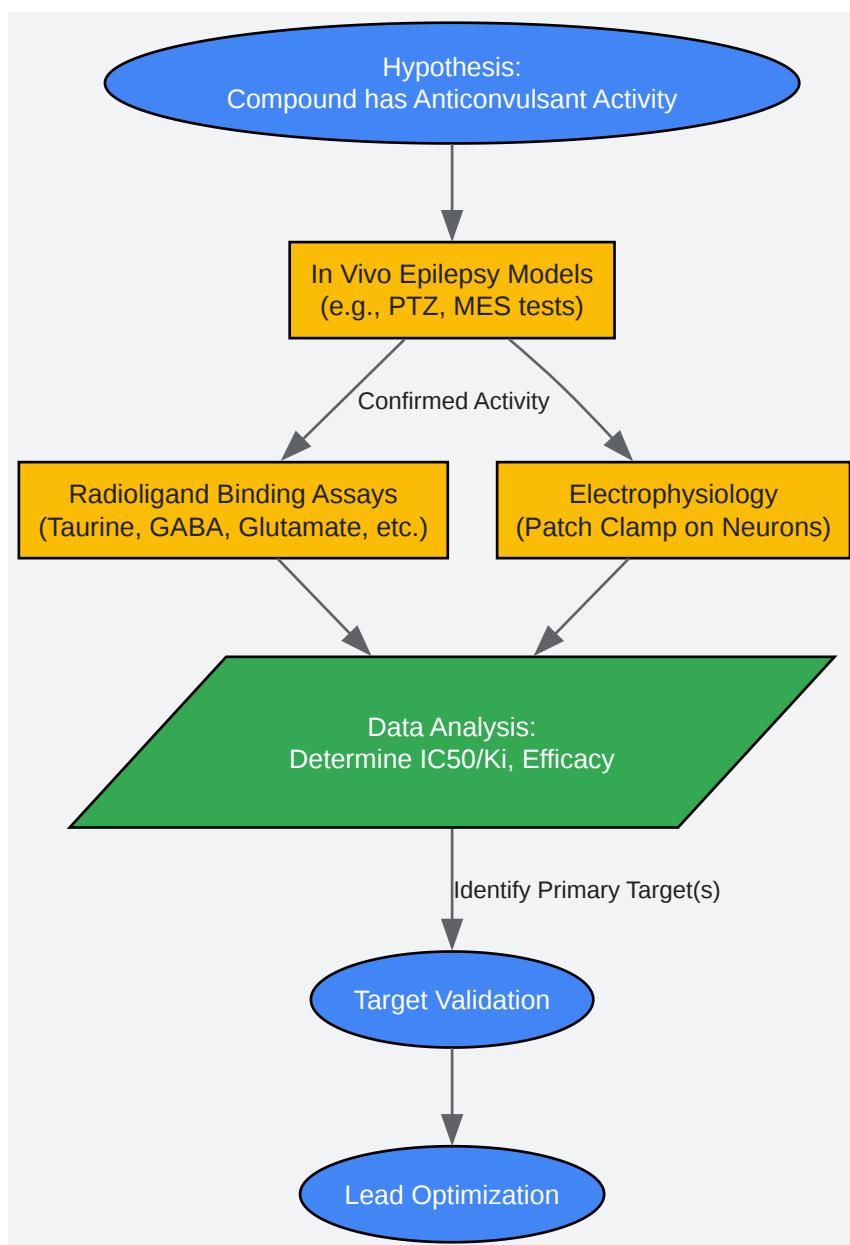 Hypothesis:
Compound has Anticonvulsant Activity
In Vivo Epilepsy Models
(e.g., PTZ, MES tests)
Confirmed Activity
Radioligand Binding Assays
(Taurine, GABA, Glutamate, etc.)
Electrophysiology
(Patch Clamp on Neurons)
Data Analysis:
Determine IC50/Ki, Efficacy
Identify Primary Target(s)
Target Validation
Lead Optimization